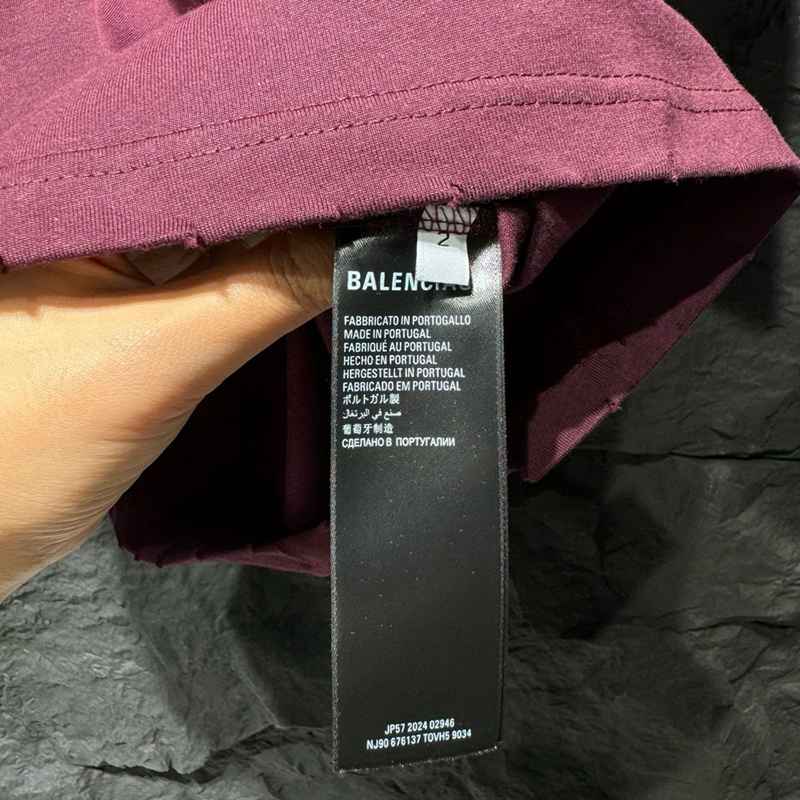 2
BALENCIAG
FABBRICATO IN PORTOGALLO
MADE IN PORTUGAL
FABRIQUÉ AU PORTUGAL
HECHO EN PORTUGAL
HERGESTELLT IN PORTUGAL
FABRICADO EM PORTUGAL
ポルトガル製
صنع في البرتغال
葡萄牙制造
СДЕЛАНО В ПОРТУГАЛИИ
JP57 2024 02946
NJ90 676137 TOVH5 9034